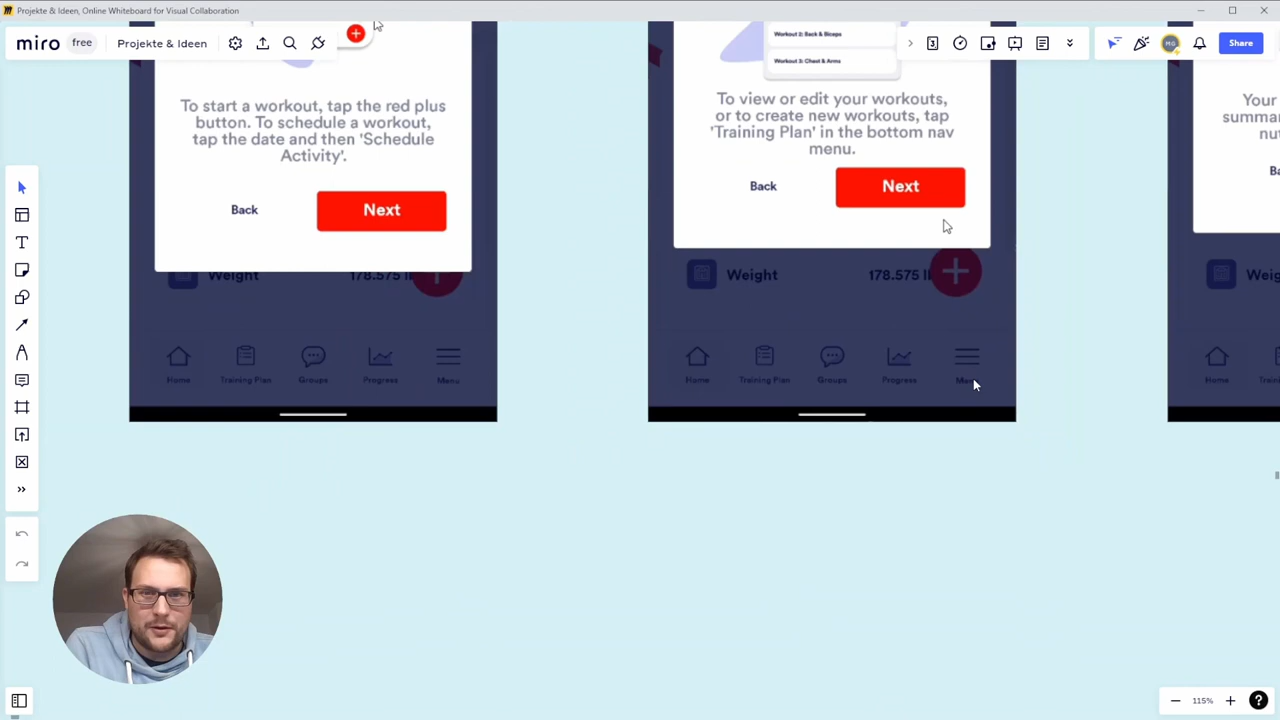 Projekte & Ideen, Online Whiteboard for Visual Collaboration
miro
Projekte & Ideen
MG
Share
Workout 2: Back & Biceps
Workout 3: Chest & Arms
To start a workout, tap the red plus
button. To schedule a workout,
tap the date and then 'Schedule
Activity'.
Back
Next
Weight
178.575
Home
Training Plan
Groups
Progress
Menu
To view or edit your workouts,
or to create new workouts, tap
'Training Plan' in the bottom nav
menu.
Back
Next
Weight
178.575
Home
Training Plan
Groups
Progress
Your
Home
115%